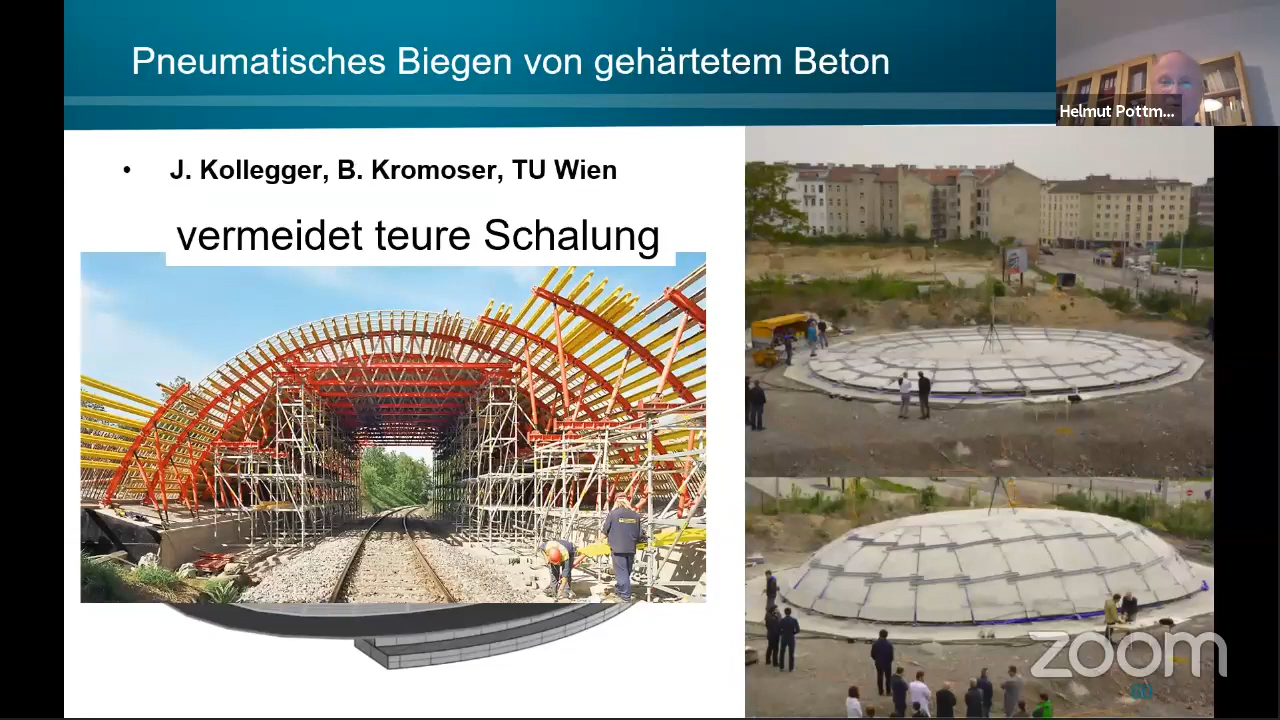 Pneumatisches Biegen von gehärtetem Beton
Helmut Pottm...
• J. Kollegger, B. Kromoser, TU Wien
vermeidet teure Schalung
zoom